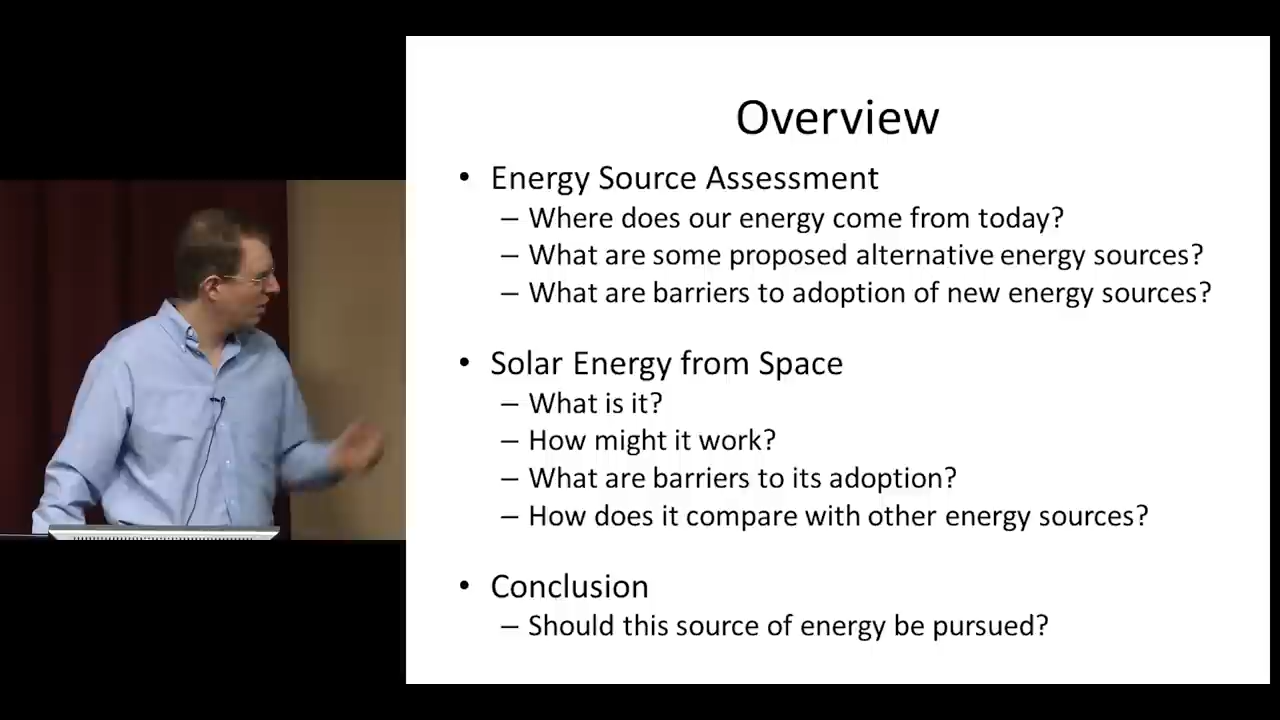 Overview
• Energy Source Assessment
– Where does our energy come from today?
– What are some proposed alternative energy sources?
– What are barriers to adoption of new energy sources?
• Solar Energy from Space
– What is it?
– How might it work?
– What are barriers to its adoption?
– How does it compare with other energy sources?
• Conclusion
– Should this source of energy be pursued?